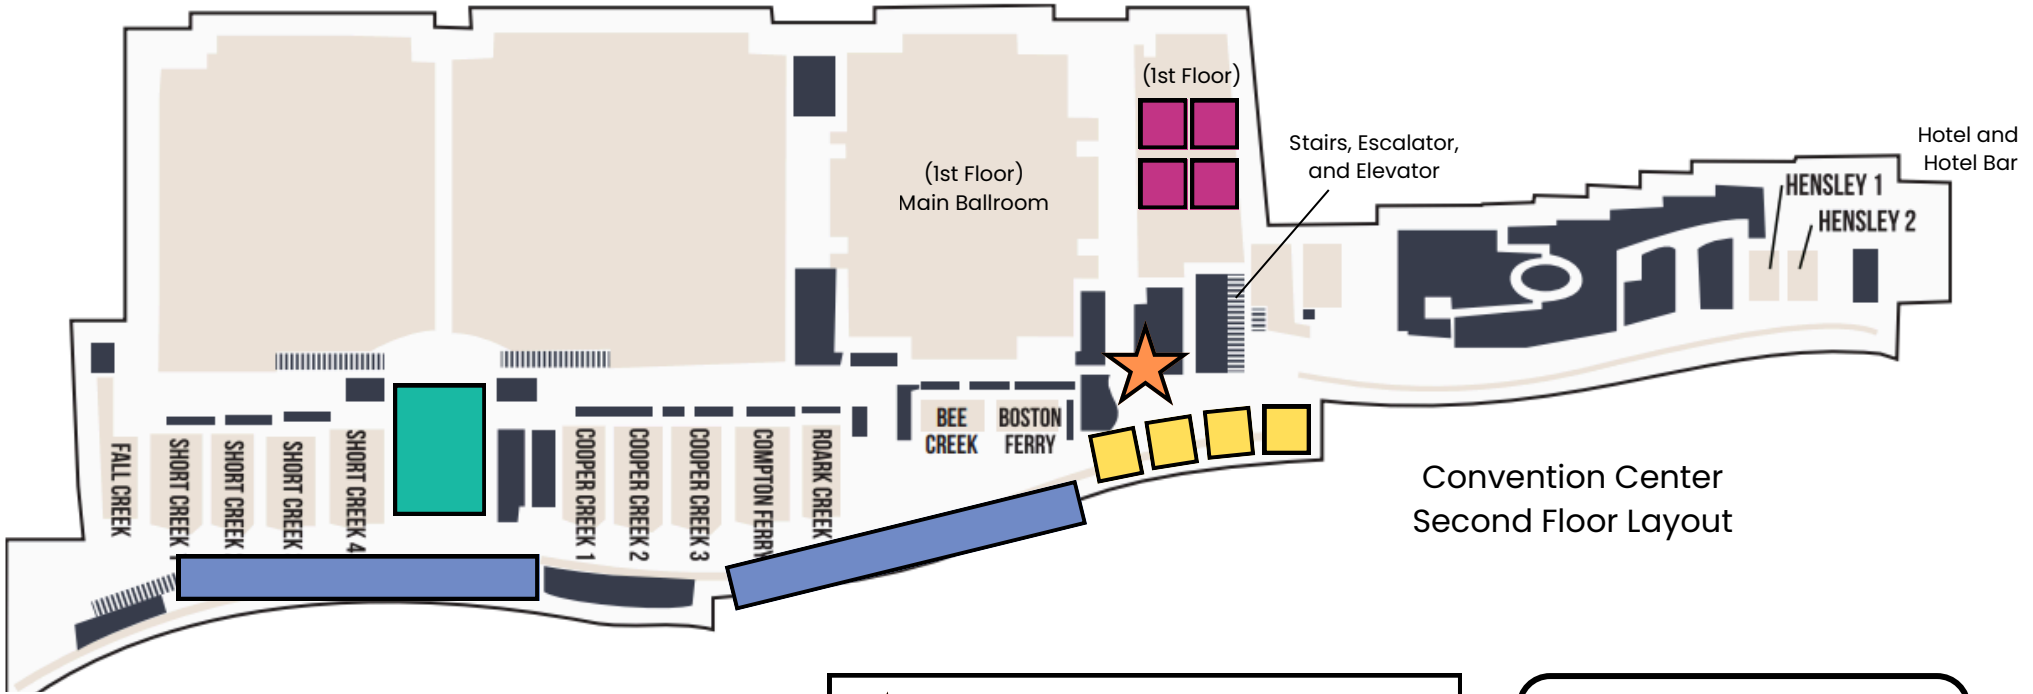 (1st Floor)
Stairs, Escalator,
and Elevator
Hotel and
Hotel Bar
(1st Floor)
Main Ballroom
HENSLEY 1
HENSLEY 2
BEE
CREEK
BOSTON
FERRY
FALL CREEK
SHORT CREEK
SHORT CREEK
SHORT CREEK
SHORT CREEK 4
COOPER CREEK 1
COOPER CREEK 2
COOPER CREEK 3
COMPTON FERRY
ROARK CREEK
Convention Center
Second Floor Layout